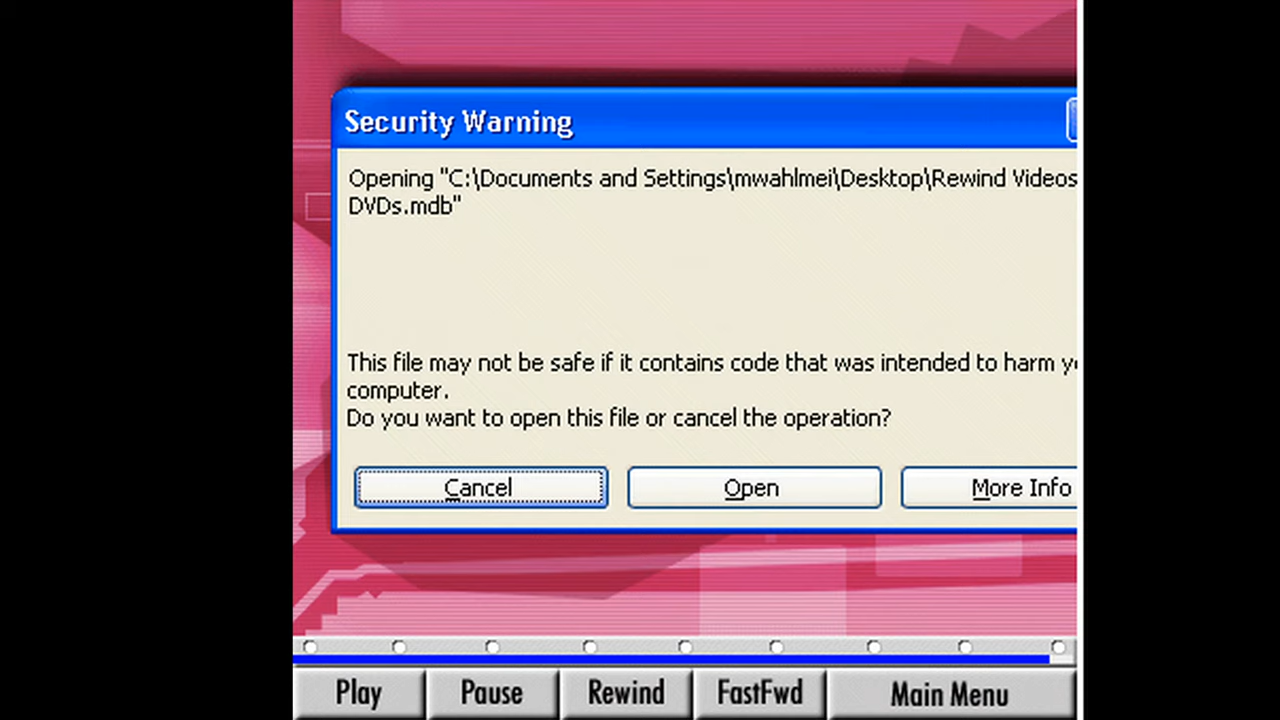 Security Warning
Opening "C:\Documents and Settings\mwahlmei\Desktop\Rewind Videos
DVDs.mdb"
This file may not be safe if it contains code that was intended to harm
computer.
Do you want to open this file or cancel the operation?
Cancel Open More Info
Play Pause Rewind FastFwd Main Menu